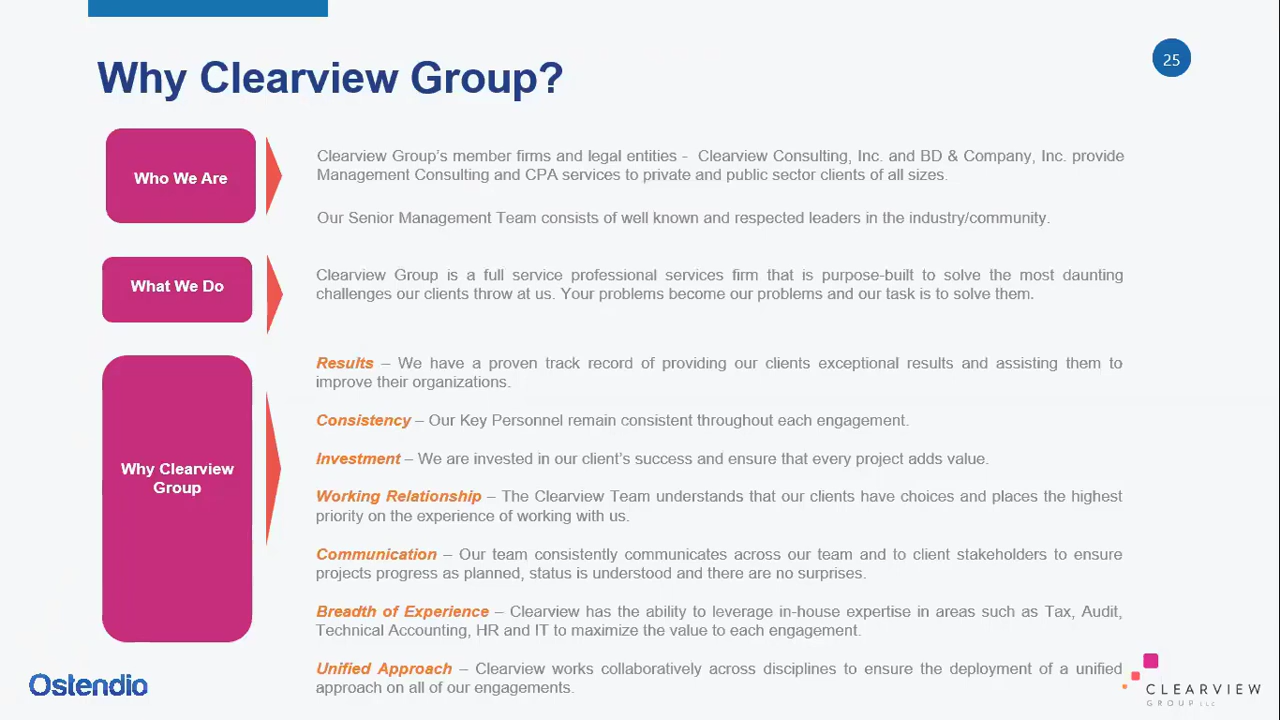 Why Clearview Group?
25
Who We Are
Clearview Group's member firms and legal entities - Clearview Consulting, Inc. and BD & Company, Inc. provide
Management Consulting and CPA services to private and public sector clients of all sizes.
Our Senior Management Team consists of well known and respected leaders in the industry/community.
What We Do
Clearview Group is a full service professional services firm that is purpose-built to solve the most daunting
challenges our clients throw at us. Your problems become our problems and our task is to solve them.
Why Clearview
Group
Results – We have a proven track record of providing our clients exceptional results and assisting them to
improve their organizations.
Consistency – Our Key Personnel remain consistent throughout each engagement.
Investment – We are invested in our client's success and ensure that every project adds value.
Working Relationship – The Clearview Team understands that our clients have choices and places the highest
priority on the experience of working with us.
Communication – Our team consistently communicates across our team and to client stakeholders to ensure
projects progress as planned, status is understood and there are no surprises.
Breadth of Experience – Clearview has the ability to leverage in-house expertise in areas such as Tax, Audit,
Technical Accounting, HR and IT to maximize the value to each engagement.
Unified Approach – Clearview works collaboratively across disciplines to ensure the deployment of a unified
approach on all of our engagements.
Ostendio
CLEARVIEW
GROUP LLC